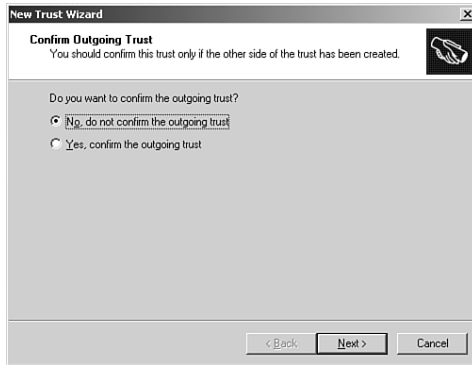 New Trust Wizard
Confirm Outgoing Trust
You should confirm this trust only if the other side of the trust has been created.
Do you want to confirm the outgoing trust?
No, do not confirm the outgoing trust
Yes, confirm the outgoing trust
< Back
Next >
Cancel